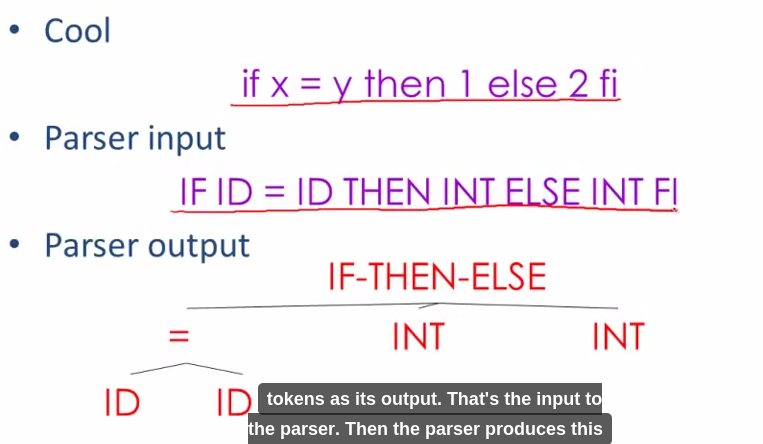 • Cool
if x = y then 1 else 2 fi
• Parser input
IF ID = ID THEN INT ELSE INT FI
• Parser output
IF-THEN-ELSE
= INT INT
ID ID
tokens as its output. That's the input to
the parser. Then the parser produces this